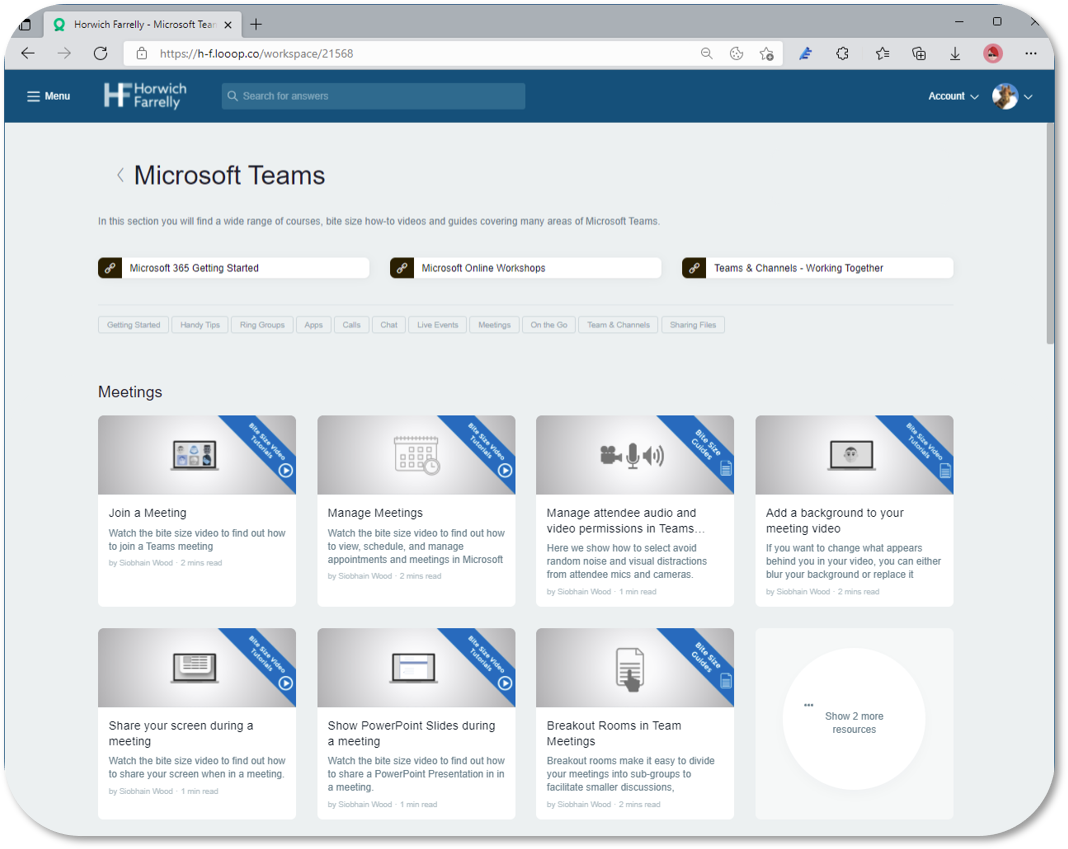 Horwich Farrelly - Microsoft Tear
https://h-f.looop.co/workspace/21568
Menu
HF Horwich
Farrelly
Search for answers
Account
Microsoft Teams
In this section you will find a wide range of courses, bite size how-to videos and guides covering many areas of Microsoft Teams.
Microsoft 365 Getting Started
Microsoft Online Workshops
Teams & Channels - Working Together
Getting Started
Handy Tips
Ring Groups
Apps
Calls
Chat
Live Events
Meetings
On the Go
Team & Channels
Sharing Files
Meetings
Bite Size Video
Tutorials
Join a Meeting
Watch the bite size video to find out how
to join a Teams meeting
by Siobhain Wood · 2 mins read
Bite Size Video
Tutorials
Manage Meetings
Watch the bite size video to find out how
to view, schedule, and manage
appointments and meetings in Microsoft
by Siobhain Wood · 2 mins read
Bite Size
Guides
Manage attendee audio and
video permissions in Teams...
Here we show how to select avoid
random noise and visual distractions
from attendee mics and cameras.
by Siobhain Wood · 1 min read
Bite Size Video
Tutorials
Add a background to your
meeting video
If you want to change what appears
behind you in your video, you can either
blur your background or replace it
by Siobhain Wood · 2 mins read
Bite Size Video
Tutorials
Share your screen during a
meeting
Watch the bite size video to find out how
to share your screen when in a meeting.
by Siobhain Wood · 1 min read
Bite Size Video
Tutorials
Show PowerPoint Slides during
a meeting
Watch the bite size video to find out how
to share a PowerPoint Presentation in in
a meeting.
by Siobhain Wood · 1 min read
Bite Size
Guides
Breakout Rooms in Team
Meetings
Breakout rooms make it easy to divide
your meetings into sub-groups to
facilitate smaller discussions,
by Siobhain Wood · 2 mins read
Show 2 more
resources